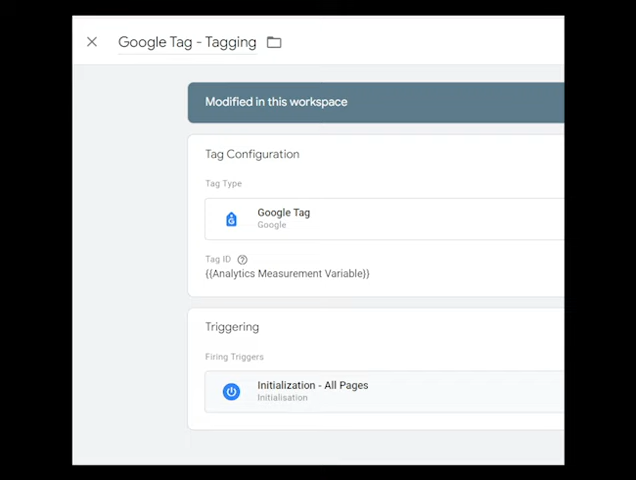 Google Tag - Tagging
Modified in this workspace
Tag Configuration
Tag Type
Google Tag
Google
Tag ID
{{Analytics Measurement Variable}}
Triggering
Firing Triggers
Initialization - All Pages
Initialisation